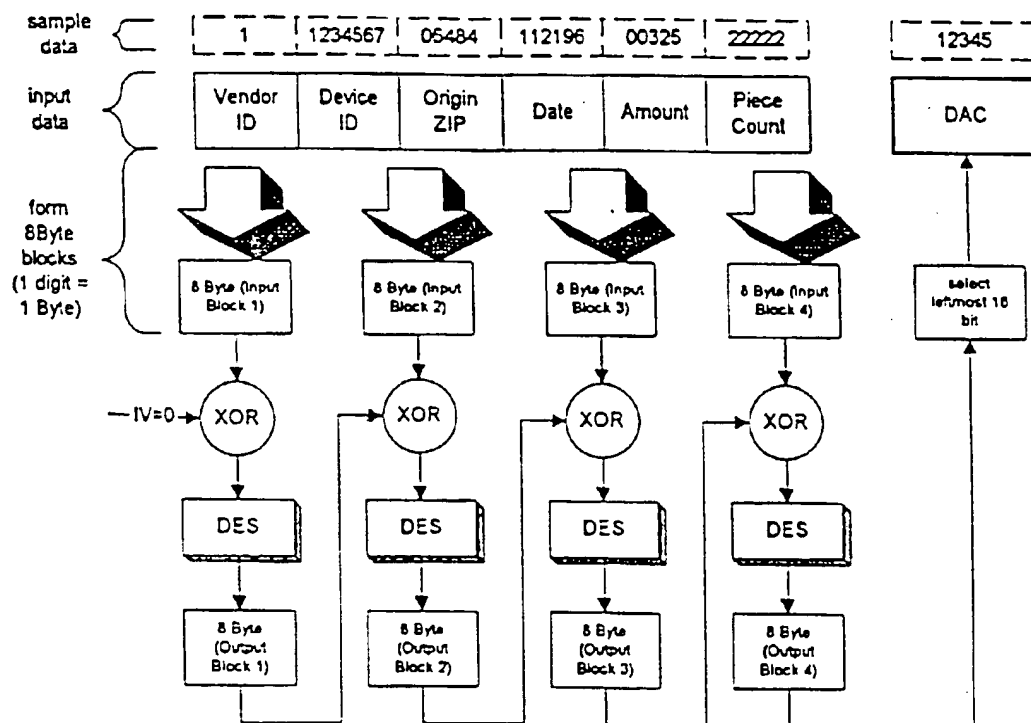 sample
data
1
1234567
05484
112196
00325
22222
12345
input
data
Vendor
ID
Device
ID
Origin
ZIP
Date
Amount
Piece
Count
DAC
form
8Byte
blocks
(1 digit =
1 Byte)
8 Byte (Input
Block 1)
8 Byte (Input
Block 2)
8 Byte (Input
Block 3)
8 Byte (Input
Block 4)
select
leftmost 16
bit
IV=0
XOR
XOR
XOR
XOR
DES
DES
DES
DES
8 Byte
(Output
Block 1)
8 Byte
(Output
Block 2)
8 Byte
(Output
Block 3)
8 Byte
(Output
Block 4)